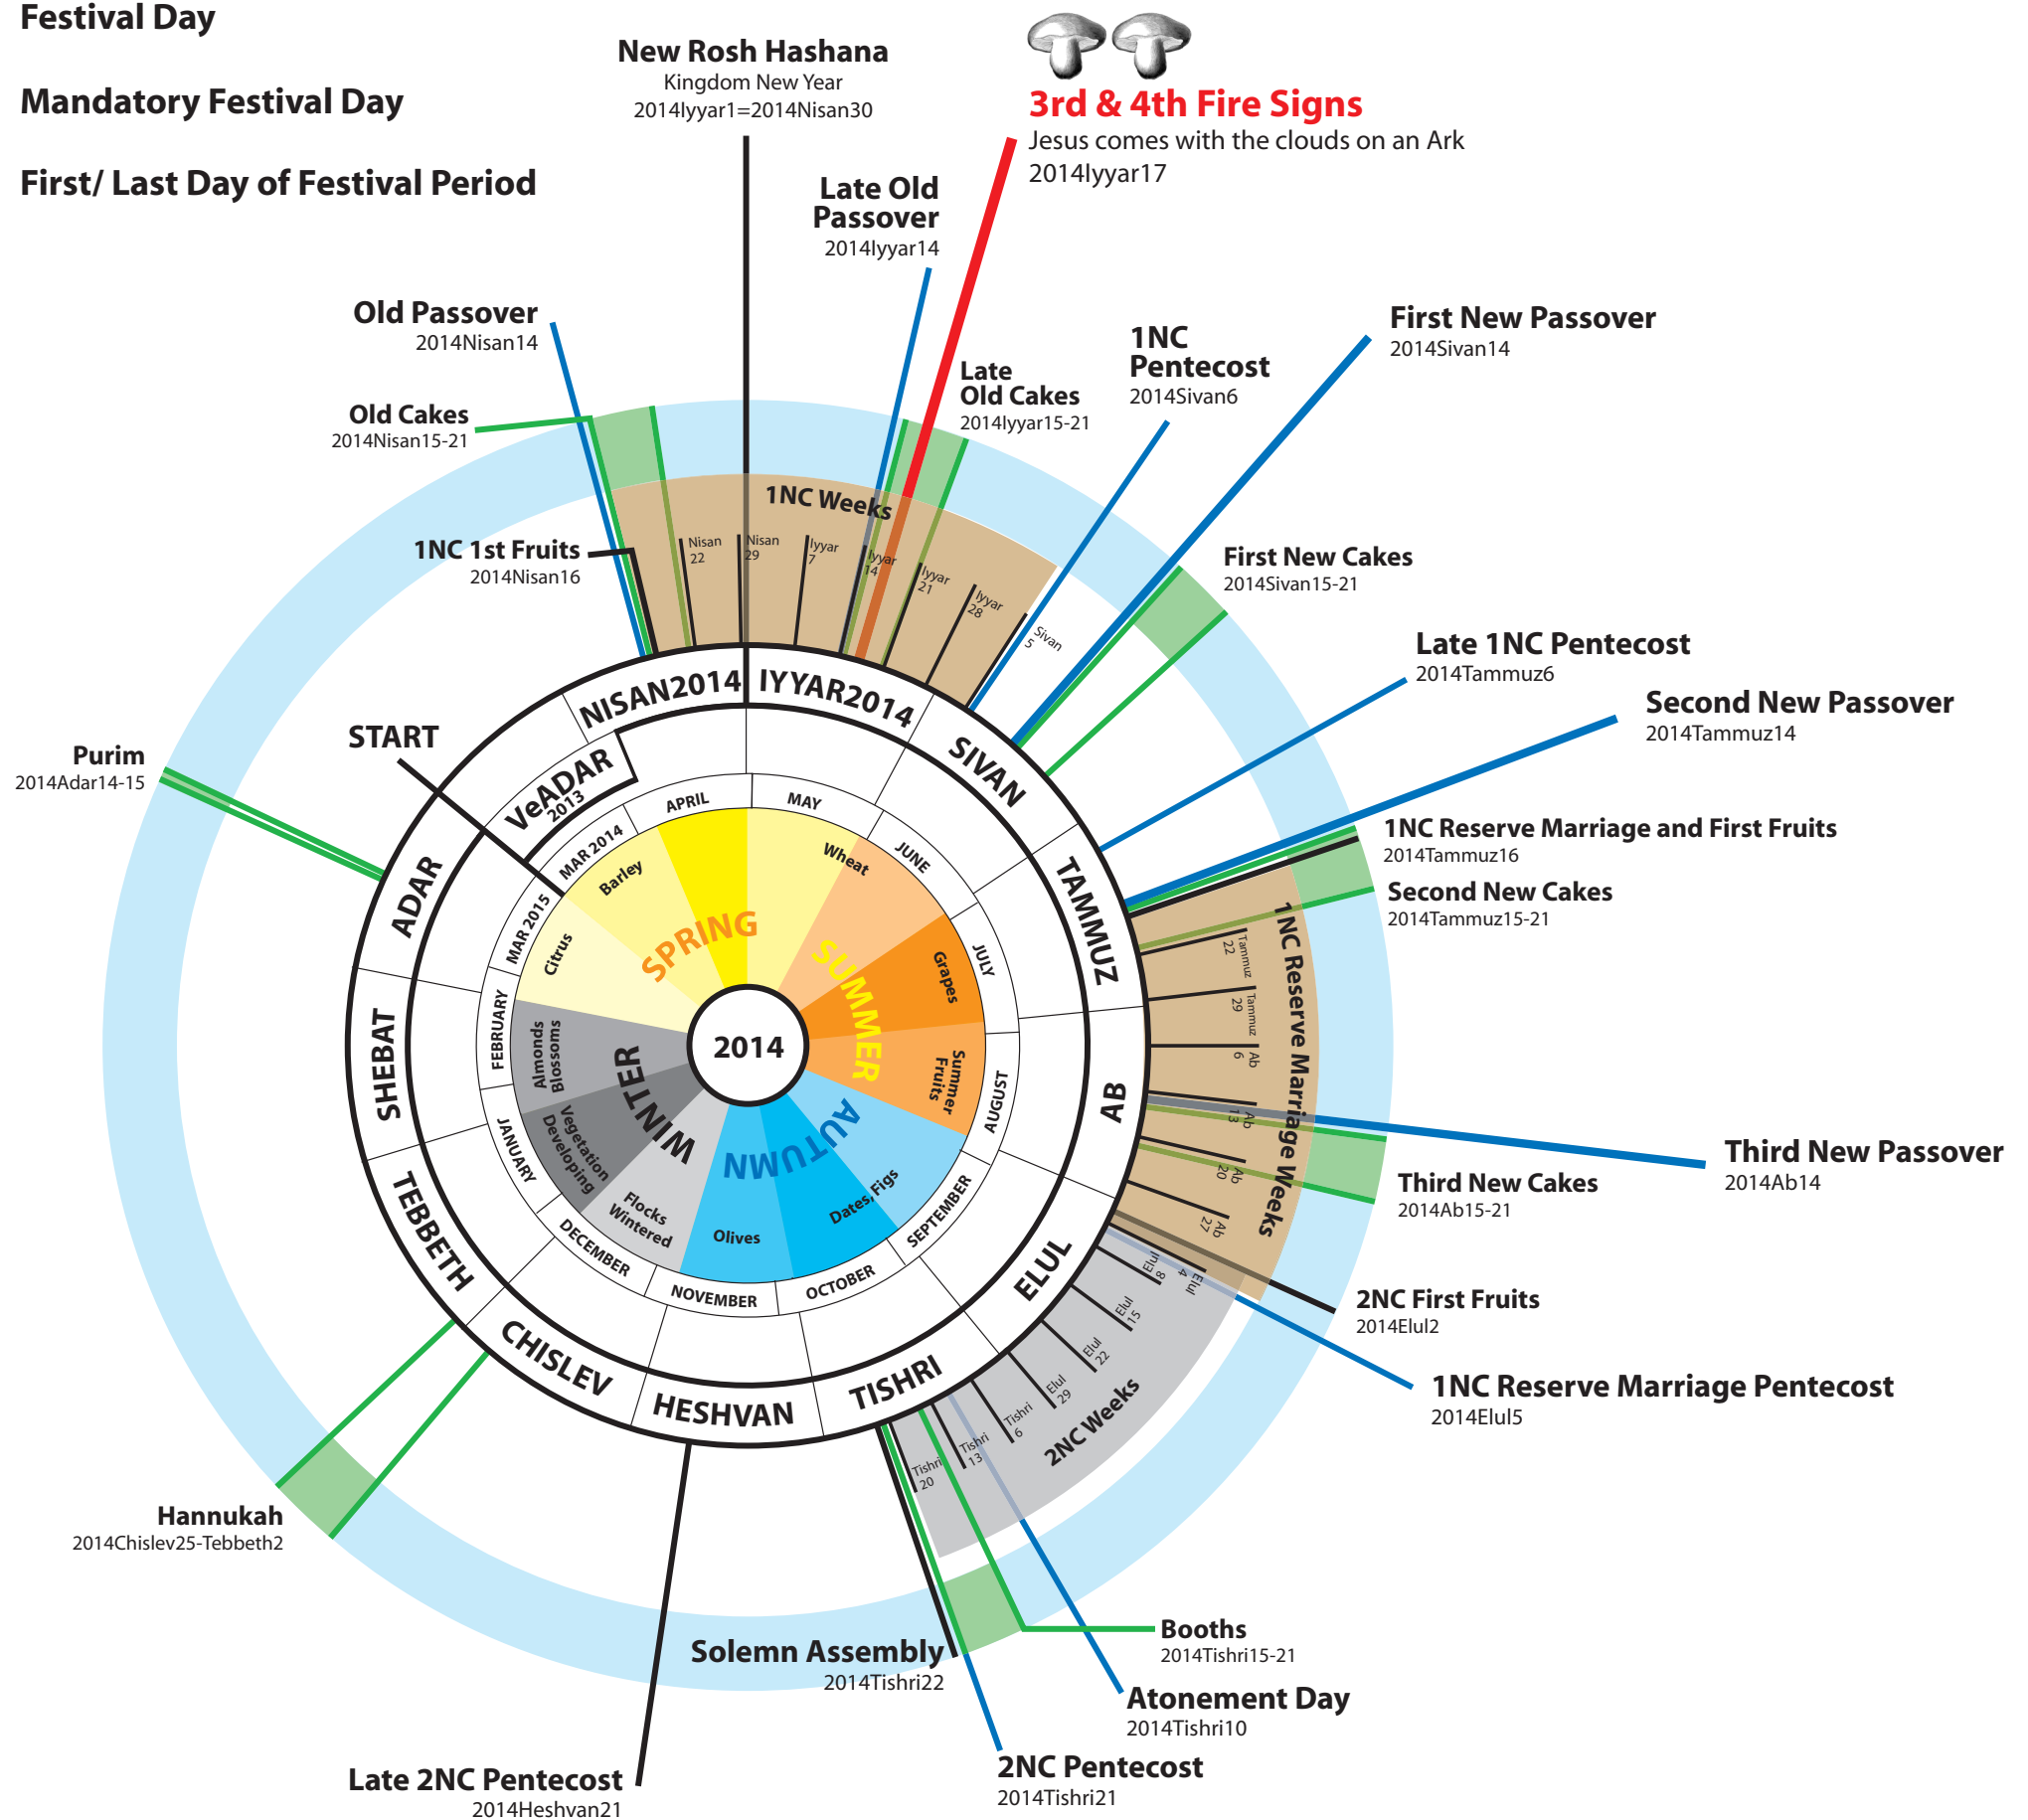 Festival Day
Mandatory Festival Day
First/ Last Day of Festival Period
New Rosh Hashana
Kingdom New Year
2014Iyyar1=2014Nisan30
3rd & 4th Fire Signs
Jesus comes with the clouds on an Ark
2014Iyyar17
Late Old
Passover
2014Iyyar14
Old Passover
2014Nisan14
Old Cakes
2014Nisan15-21
1NC 1st Fruits
2014Nisan16
Late
Old Cakes
2014Iyyar15-21
1NC
Pentecost
2014Sivan6
First New Passover
2014Sivan14
First New Cakes
2014Sivan15-21
Late 1NC Pentecost
2014Tammuz6
Second New Passover
2014Tammuz14
1NC Reserve Marriage and First Fruits
2014Tammuz16
Second New Cakes
2014Tammuz15-21
Third New Passover
2014Ab14
Third New Cakes
2014Ab15-21
2NC First Fruits
2014Elul2
1NC Reserve Marriage Pentecost
2014Elul5
Booths
2014Tishri15-21
Atonement Day
2014Tishri10
2NC Pentecost
2014Tishri21
Solemn Assembly
2014Tishri22
Late 2NC Pentecost
2014Heshvan21
Hannukah
2014Chislev25-Tebbeth2
Purim
2014Adar14-15
START
1NC Weeks
Nisan
22
Nisan
29
Iyyar
7
Iyyar
14
Iyyar
21
Iyyar
28
Sivan
5
1NC Reserve Marriage Weeks
Tammuz
22
Tammuz
29
Ab
6
Ab
13
Ab
20
Ab
27
Elul
4
2NC Weeks
Elul
8
Elul
15
Elul
22
Elul
29
Tishri
6
Tishri
13
Tishri
20
NISAN2014
IYYAR2014
SIVAN
TAMMUZ
AB
ELUL
TISHRI
HESHVAN
CHISLEV
TEBBETH
SHEBAT
ADAR
VeADAR
2013
MAR 2014
APRIL
MAY
JUNE
JULY
AUGUST
SEPTEMBER
OCTOBER
NOVEMBER
DECEMBER
JANUARY
FEBRUARY
MAR 2015
Barley
Wheat
Grapes
Summer
Fruits
Dates, Figs
Olives
Flocks
Wintered
Vegetation
Developing
Almonds
Blossoms
Citrus
SPRING
SUMMER
AUTUMN
WINTER
2014